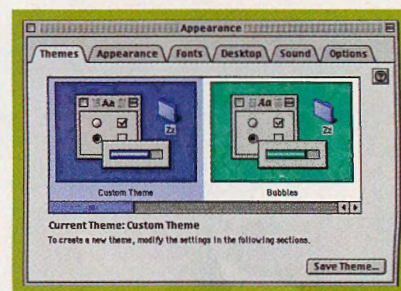 Appearance
Themes Appearance Fonts Desktop Sound Options
?
Aa Aa
Zz Zz
Custom Theme Bubbles
Current Theme: Custom Theme
To create a new theme, modify the settings in the following sections.
Save Theme...